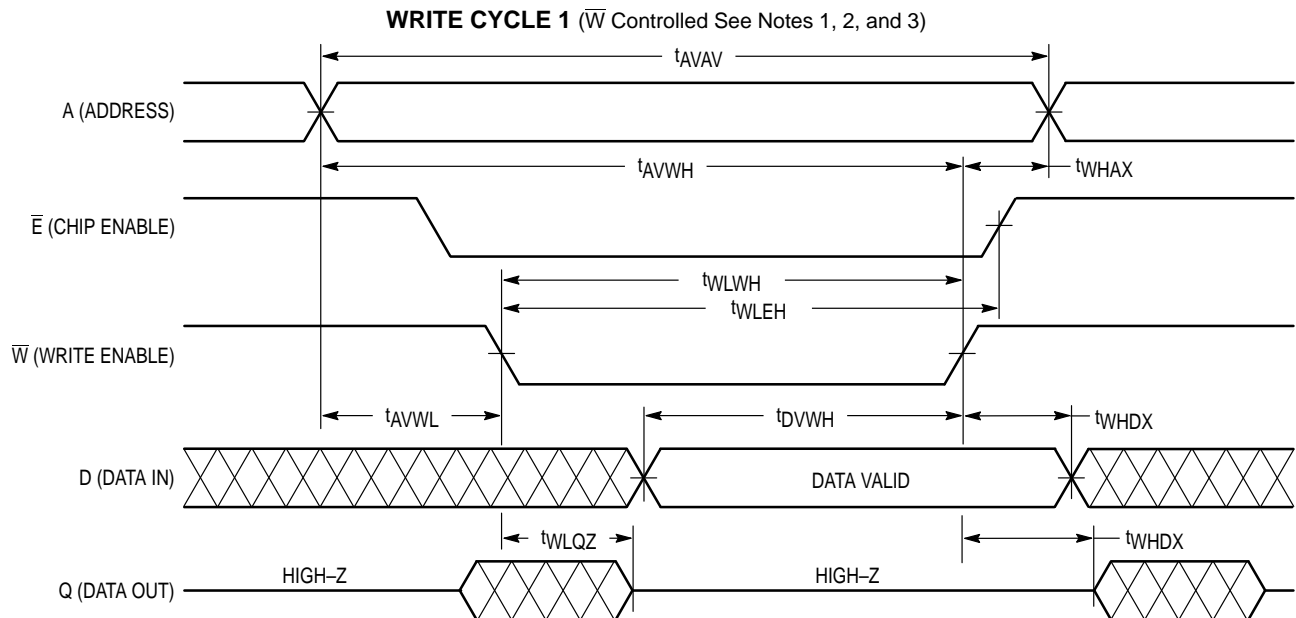 WRITE CYCLE 1 (W̅ Controlled See Notes 1, 2, and 3)
tAVAV
A (ADDRESS)
tAVWH
tWHAX
E̅ (CHIP ENABLE)
tWLWH
tWLEH
W̅ (WRITE ENABLE)
tAVWL
tDVWH
tWHDX
D (DATA IN)
DATA VALID
tWLQZ
tWHDX
HIGH–Z
HIGH–Z
Q (DATA OUT)